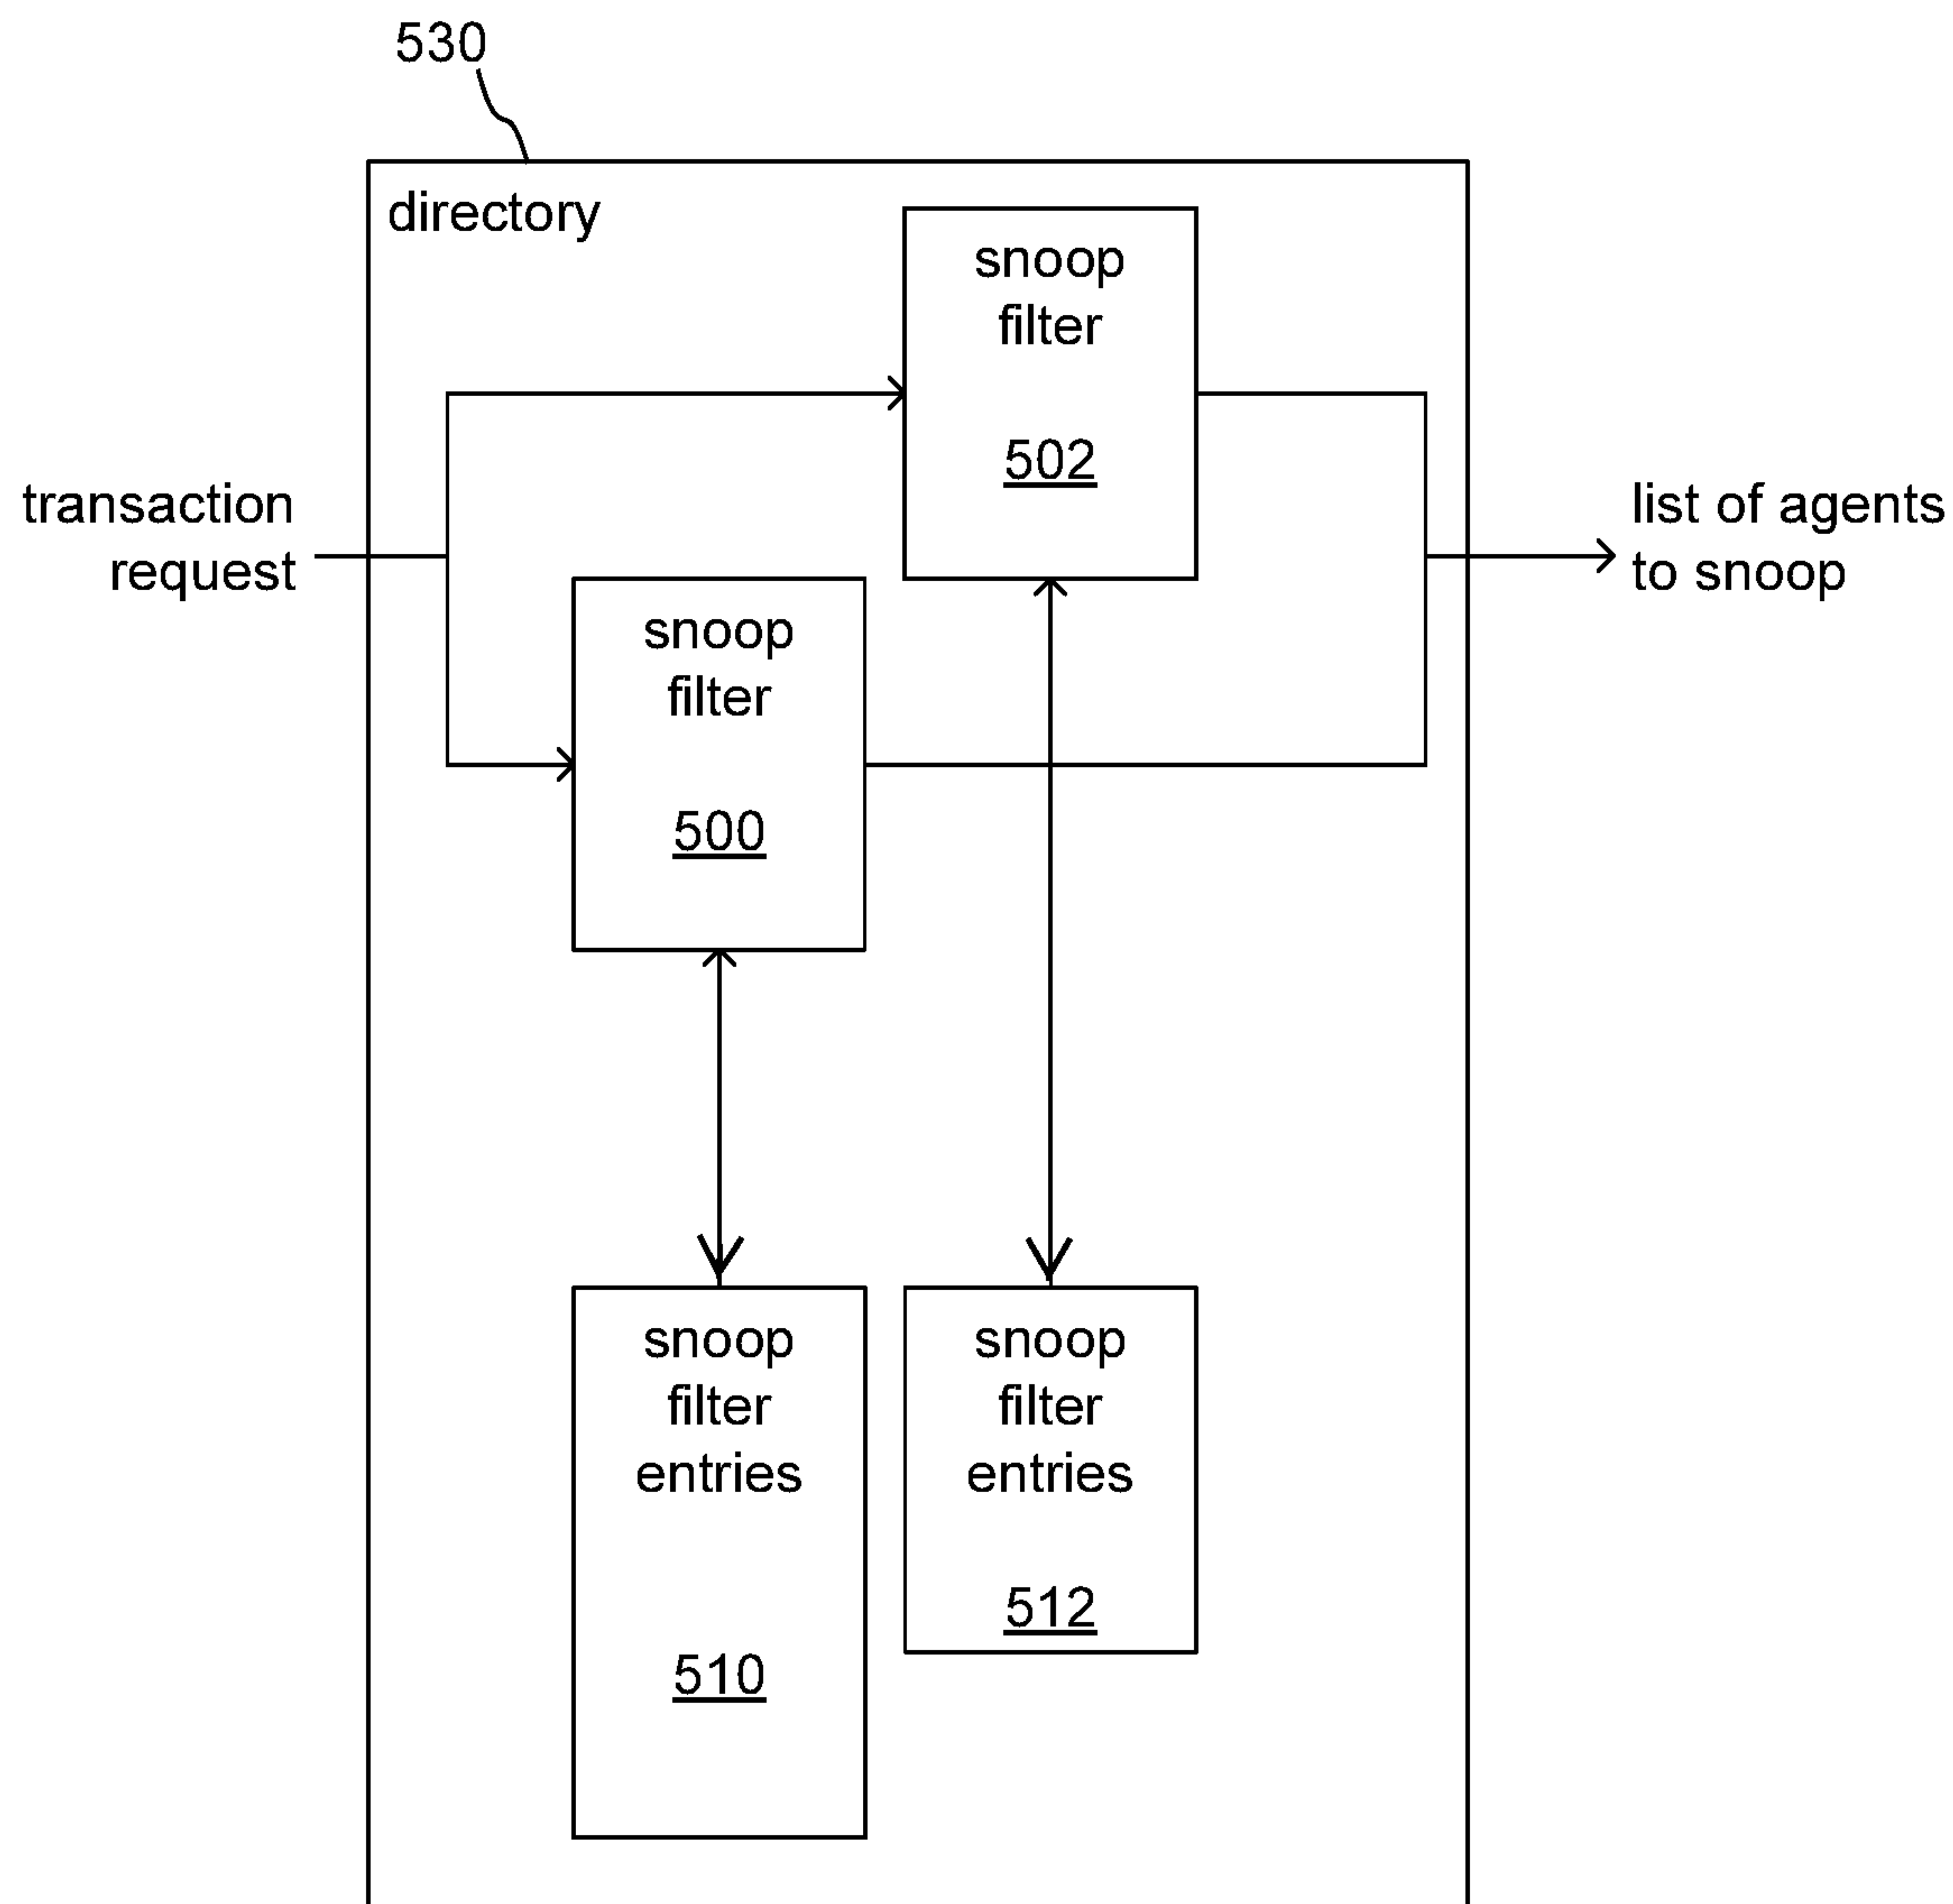 530
directory
snoop
filter
502
transaction
request
list of agents
to snoop
snoop
filter
500
snoop
filter
entries
510
snoop
filter
entries
512